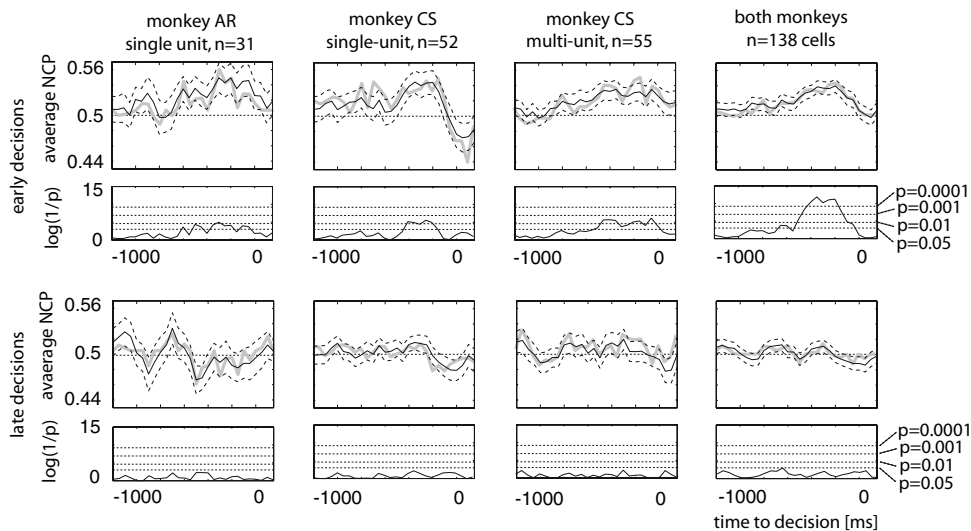 monkey AR
single unit, n=31
monkey CS
single-unit, n=52
monkey CS
multi-unit, n=55
both monkeys
n=138 cells
early decisions
avaerage NCP
0.56
0.5
0.44
log(1/p)
15
0
p=0.0001
p=0.001
p=0.01
p=0.05
-1000 0
-1000 0
-1000 0
-1000 0
late decisions
avaerage NCP
0.56
0.5
0.44
log(1/p)
15
0
p=0.0001
p=0.001
p=0.01
p=0.05
-1000 0
-1000 0
-1000 0
-1000 0
time to decision [ms]